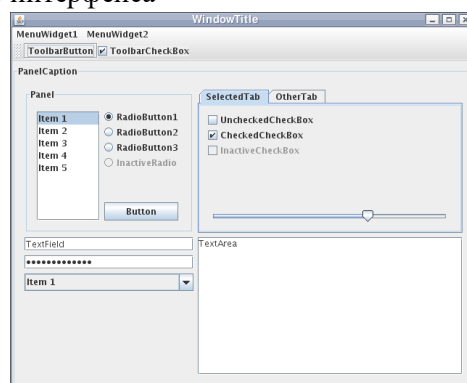 интерфейса
WindowTitle
MenuWidget1 MenuWidget2
ToolbarButton ToolbarCheckBox
PanelCaption
Panel
Item 1
Item 2
Item 3
Item 4
Item 5
RadioButton1
RadioButton2
RadioButton3
InactiveRadio
Button
SelectedTab OtherTab
UncheckedCheckBox
CheckedCheckBox
InactiveCheckBox
TextField
Item 1
TextArea